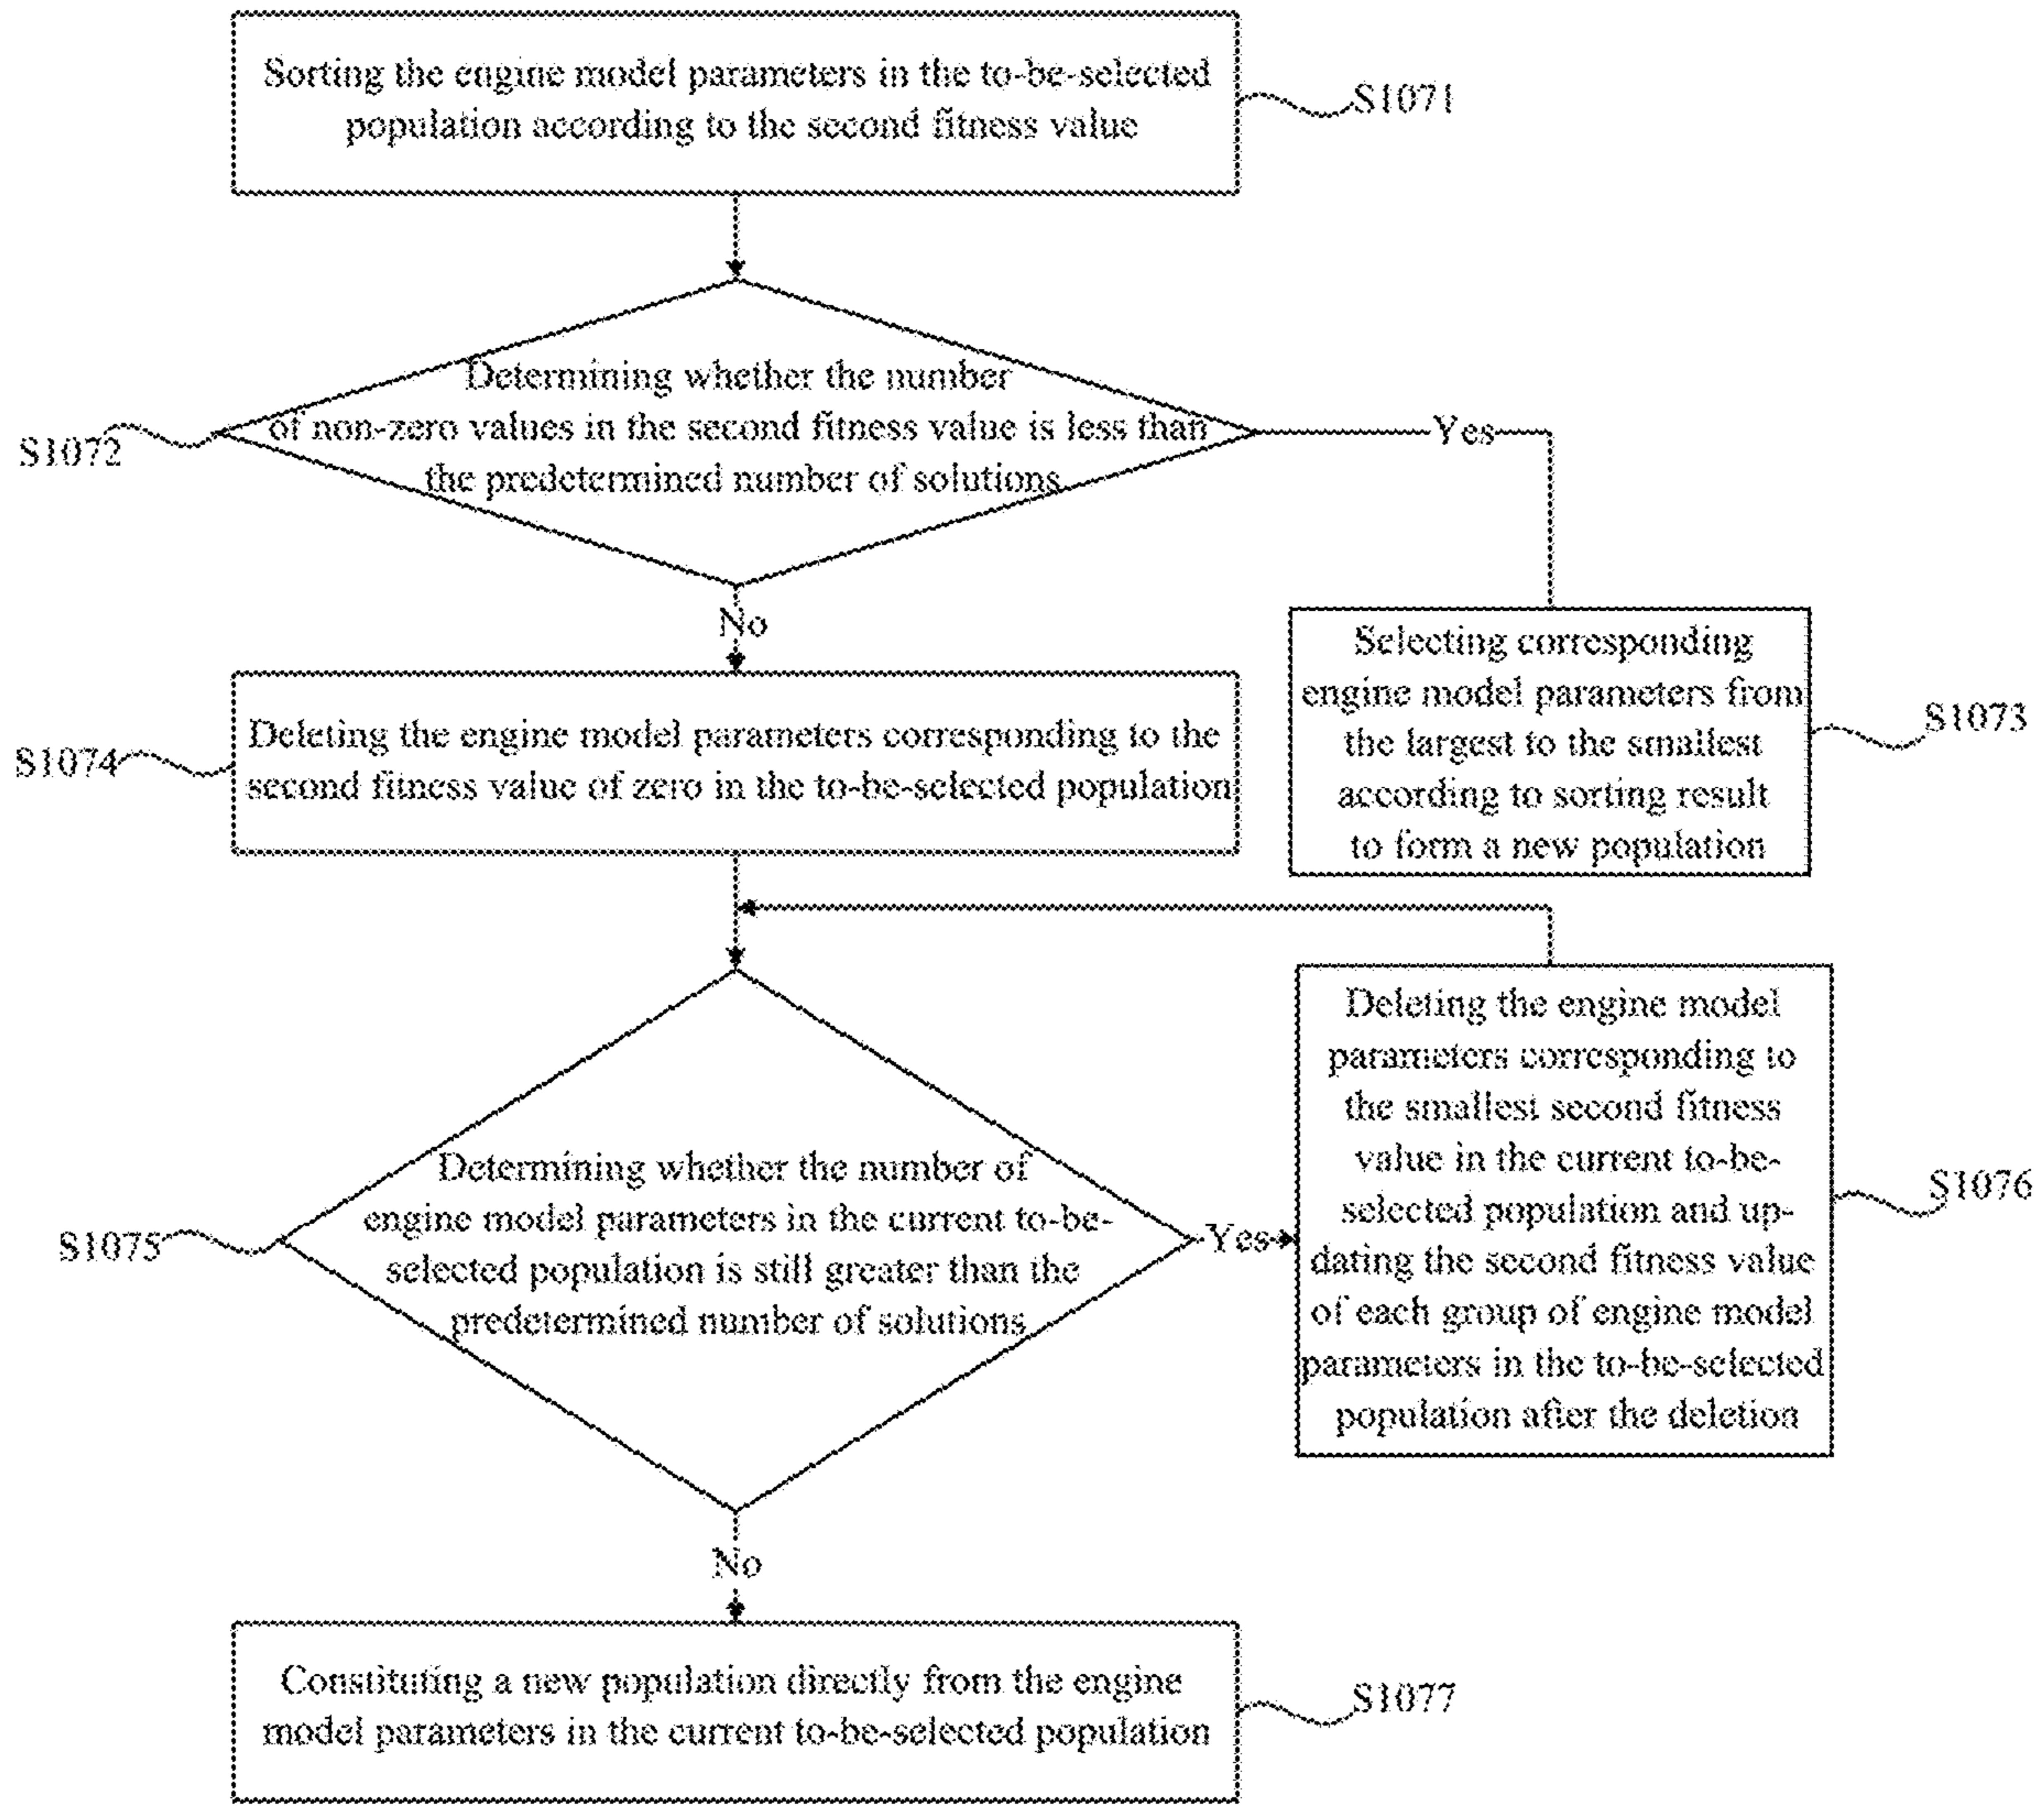 Sorting the engine model parameters in the to-be-selected
population according to the second fitness value
S1071
Determining whether the number
of non-zero values in the second fitness value is less than
the predetermined number of solutions
S1072
Yes
No
Selecting corresponding
engine model parameters from
the largest to the smallest
according to sorting result
to form a new population
S1073
Deleting the engine model parameters corresponding to the
second fitness value of zero in the to-be-selected population
S1074
Determining whether the number of
engine model parameters in the current to-be-
selected population is still greater than the
predetermined number of solutions
S1075
Yes
Deleting the engine model
parameters corresponding to
the smallest second fitness
value in the current to-be-
selected population and up-
dating the second fitness value
of each group of engine model
parameters in the to-be-selected
population after the deletion
S1076
No
Constituting a new population directly from the engine
model parameters in the current to-be-selected population
S1077